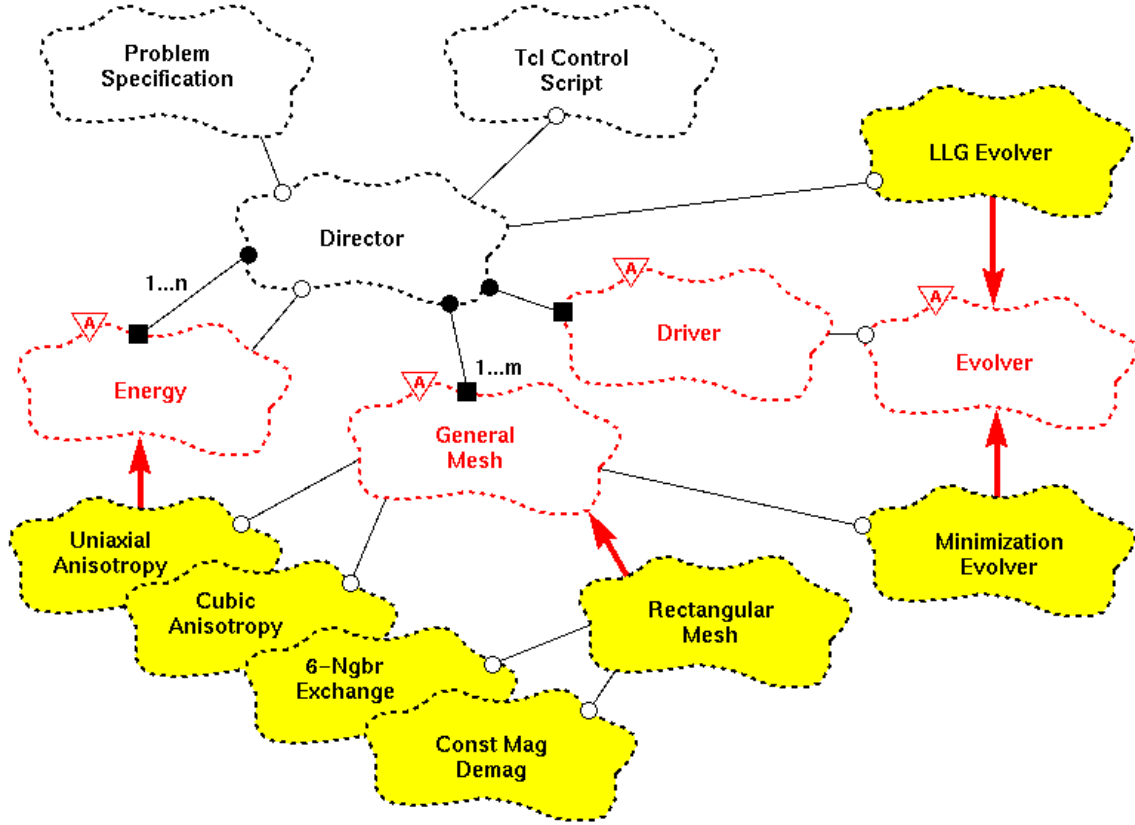 Problem
Specification
Tcl Control
Script
LLG Evolver
Director
1...n
A
Driver
A
Evolver
A
Energy
1...m
A
General
Mesh
Uniaxial
Anisotropy
Cubic
Anisotropy
6-Ngbr
Exchange
Const Mag
Demag
Rectangular
Mesh
Minimization
Evolver